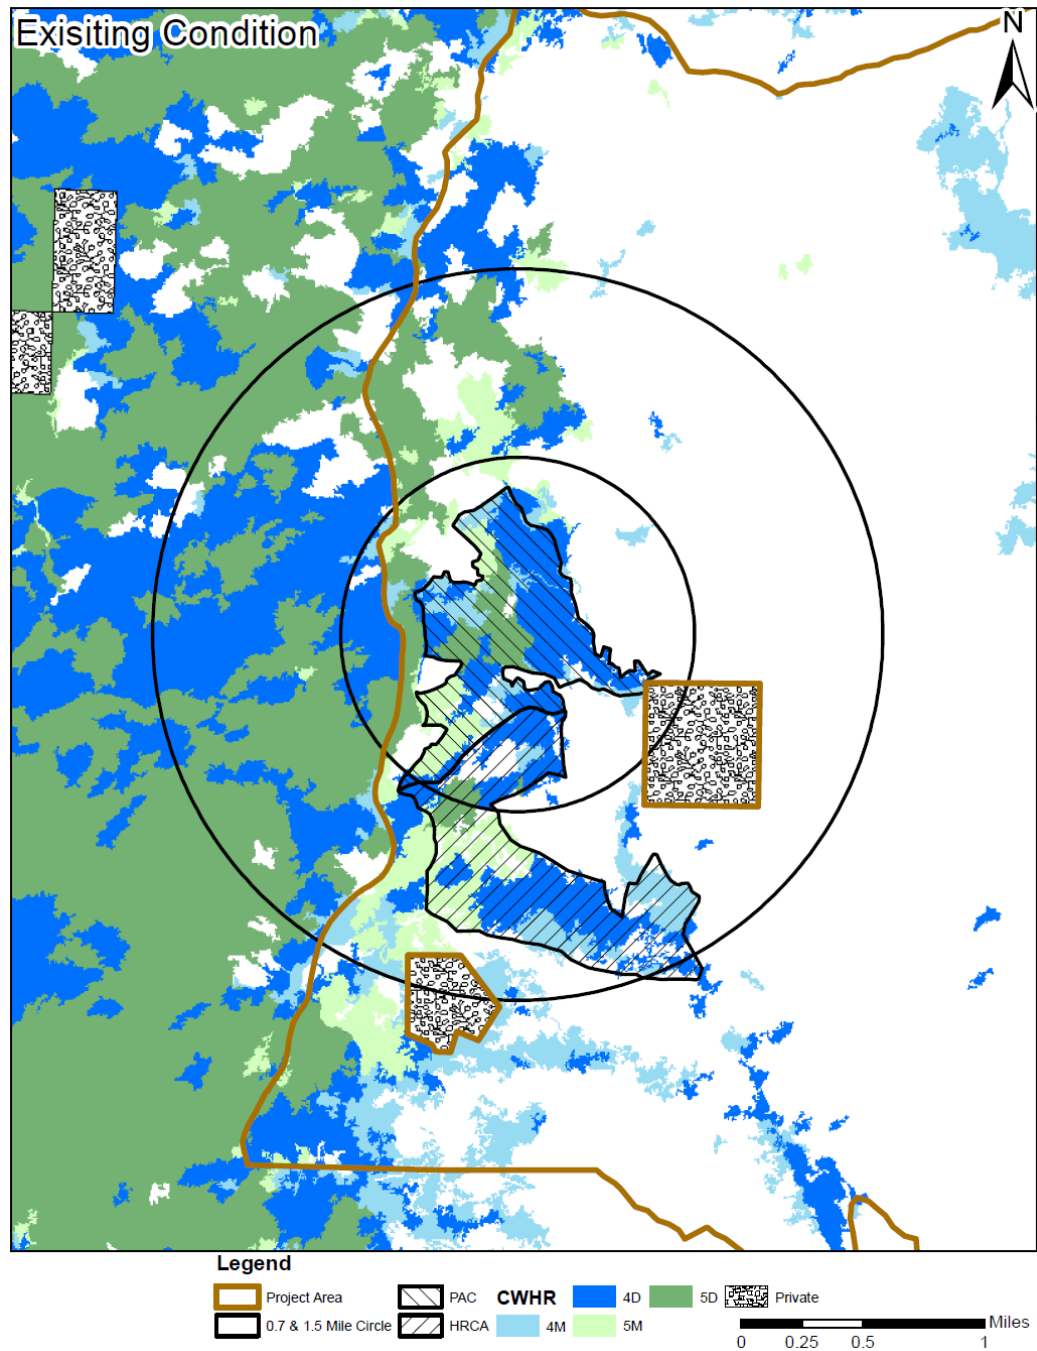 Exisiting Condition
N
Legend
Project Area
PAC
CWHR
4D
5D
Private
0.7 & 1.5 Mile Circle
HRCA
4M
5M
Miles
0 0.25 0.5 1